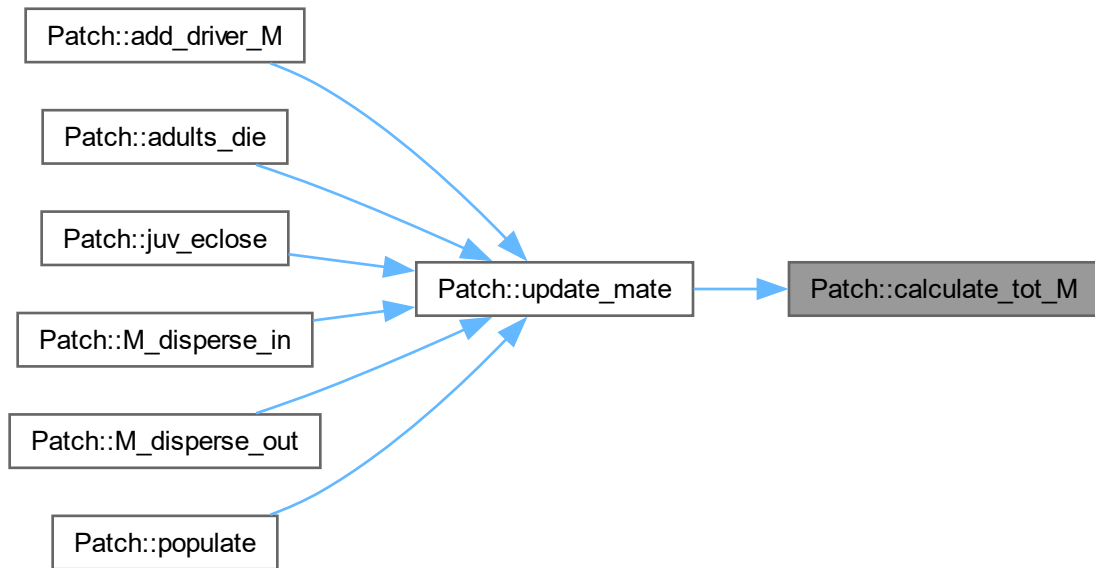 Patch::add_driver_M
Patch::adults_die
Patch::juv_eclose
Patch::update_mate
Patch::calculate_tot_M
Patch::M_disperse_in
Patch::M_disperse_out
Patch::populate